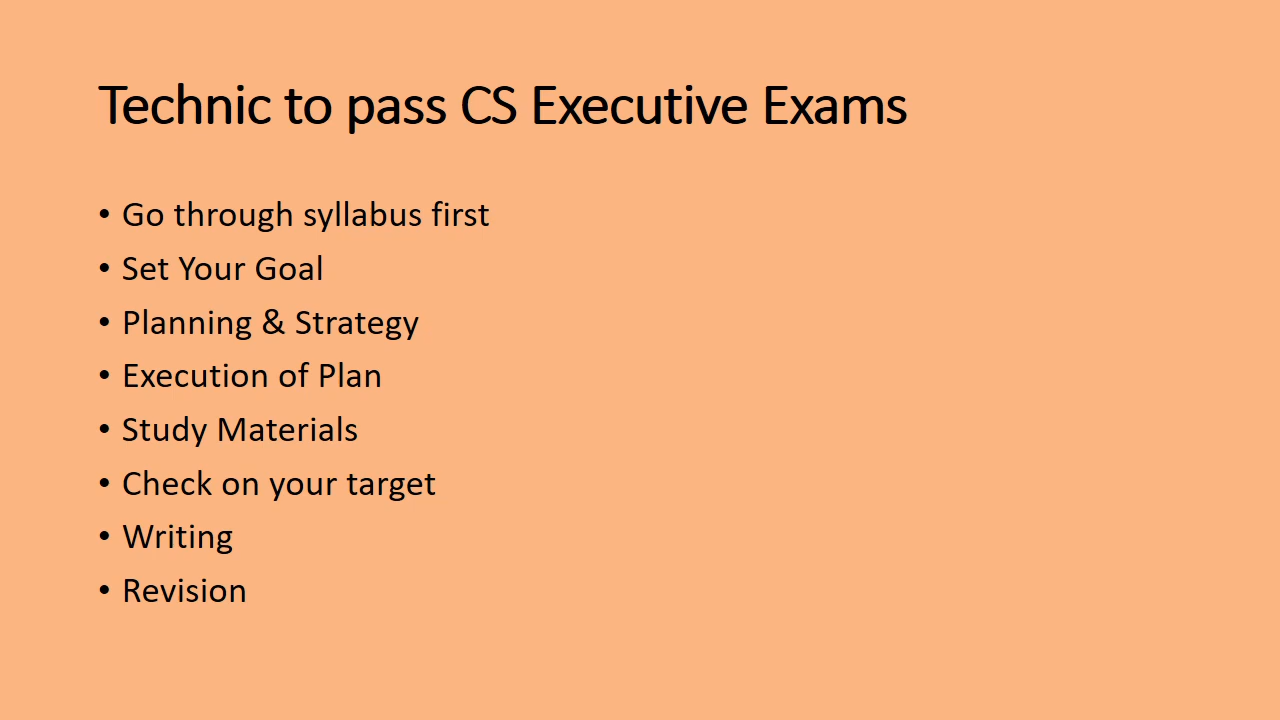 Technic to pass CS Executive Exams
• Go through syllabus first
• Set Your Goal
• Planning & Strategy
• Execution of Plan
• Study Materials
• Check on your target
• Writing
• Revision